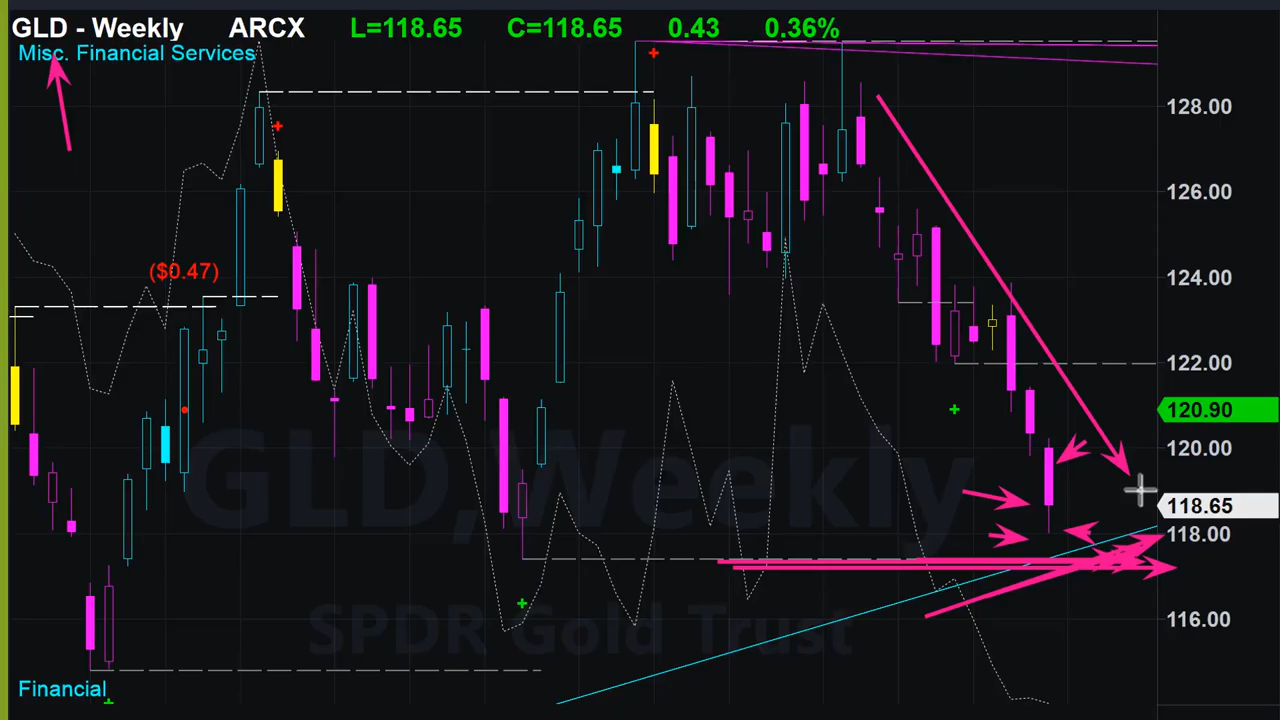 GLD - Weekly ARCX L=118.65 C=118.65 0.43 0.36%
Misc. Financial Services
128.00
126.00
($0.47)
124.00
122.00
120.90
120.00
GLD,Weekly
118.65
118.00
116.00
SPDR Gold Trust
Financial